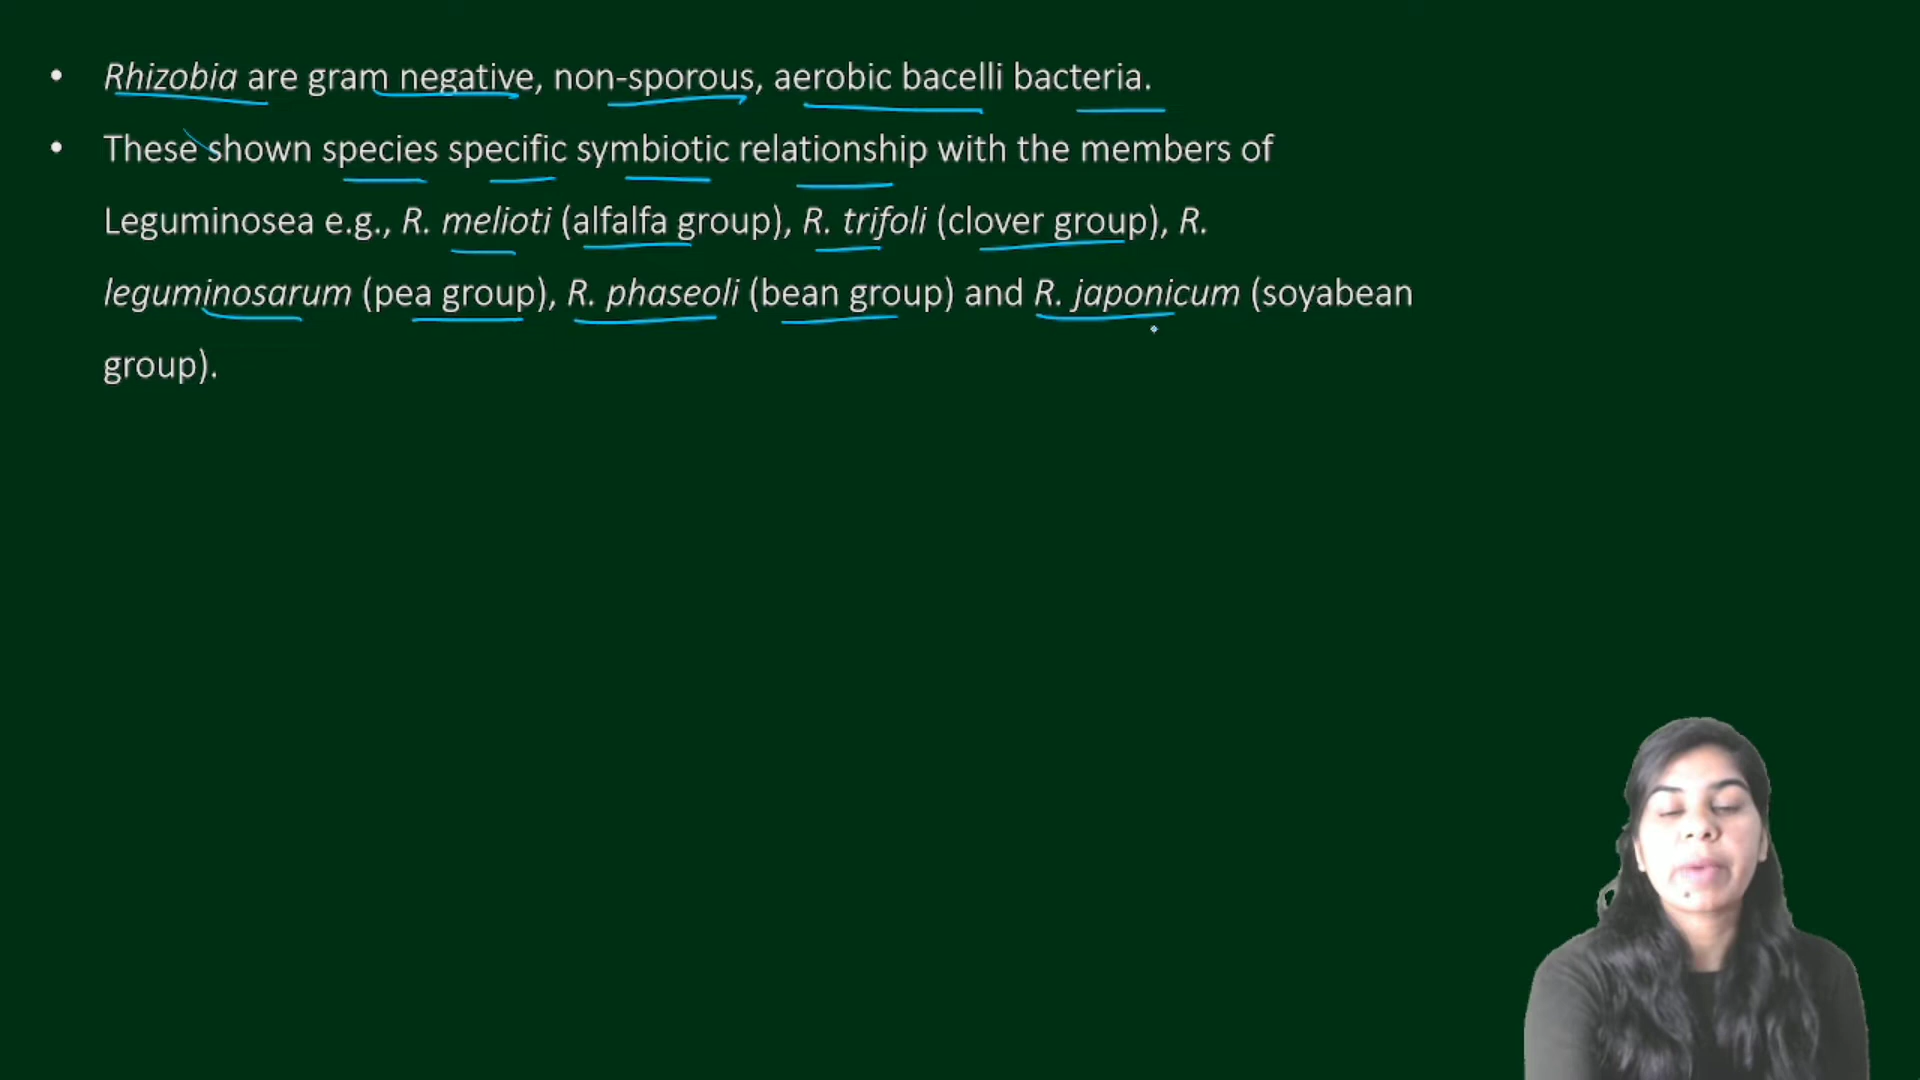 • Rhizobia are gram negative, non-sporous, aerobic bacelli bacteria.
• These shown species specific symbiotic relationship with the members of
Leguminosea e.g., R. melioti (alfalfa group), R. trifoli (clover group), R.
leguminosarum (pea group), R. phaseoli (bean group) and R. japonicum (soyabean
group).